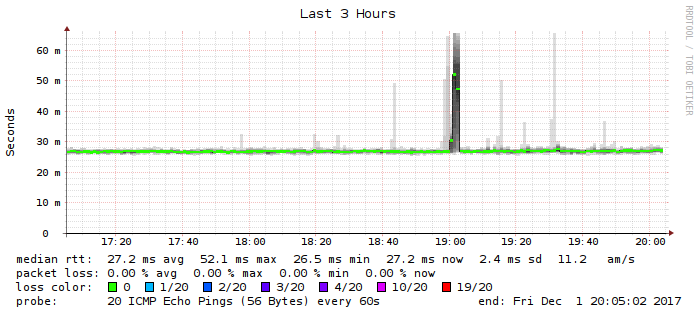 Last 3 Hours
RRDTOOL / TOBI OETIKER
Seconds
60 m
50 m
40 m
30 m
20 m
10 m
0
17:20 17:40 18:00 18:20 18:40 19:00 19:20 19:40 20:00
median rtt: 27.2 ms avg 52.1 ms max 26.5 ms min 27.2 ms now 2.4 ms sd 11.2 am/s
packet loss: 0.00 % avg 0.00 % max 0.00 % min 0.00 % now
loss color: 0 1/20 2/20 3/20 4/20 10/20 19/20
probe: 20 ICMP Echo Pings (56 Bytes) every 60s end: Fri Dec 1 20:05:02 2017